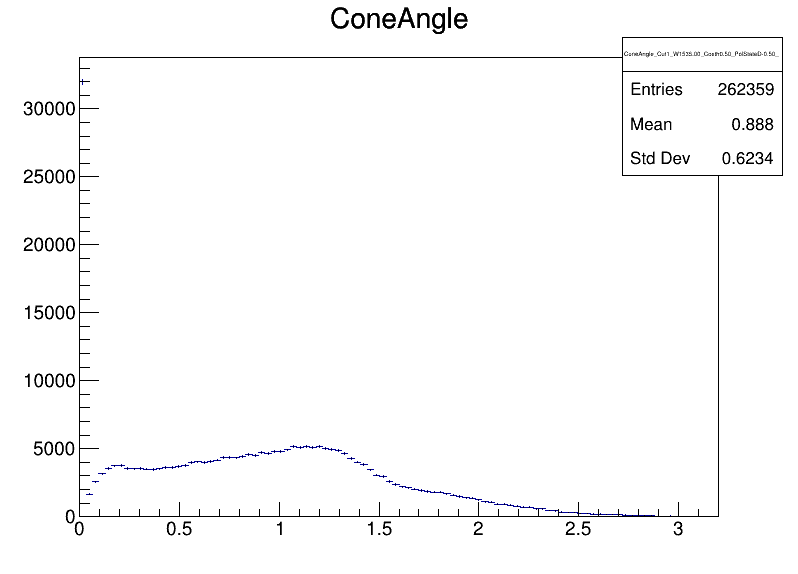 ConeAngle
ConeAngle_Cut1_W1535.00_Costh0.50_PolStateD-0.50_
Entries 262359
Mean 0.888
Std Dev 0.6234
30000
25000
20000
15000
10000
5000
0
0 0.5 1 1.5 2 2.5 3